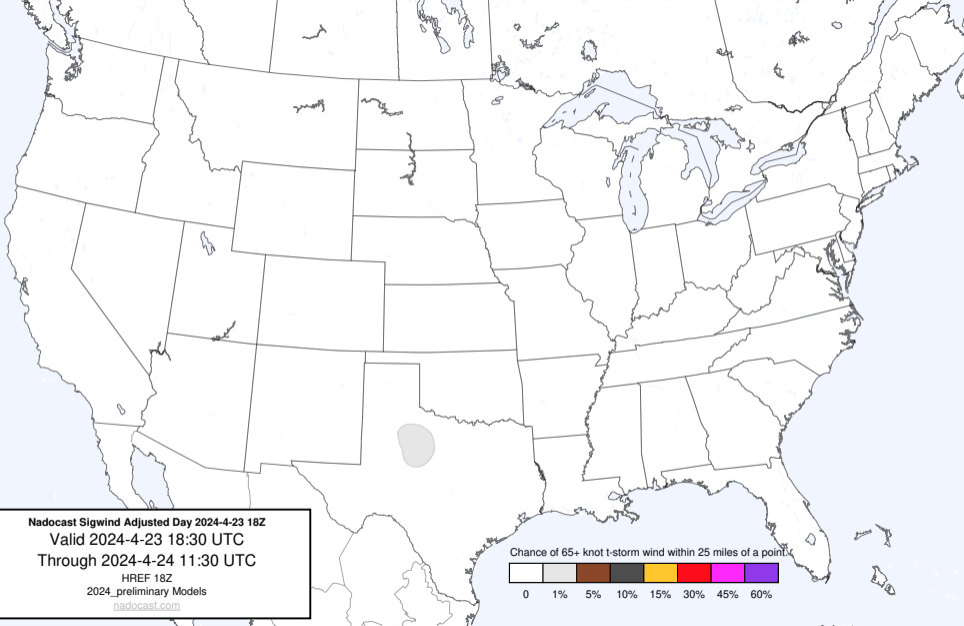 Nadocast Sigwind Adjusted Day 2024-4-23 18Z
Valid 2024-4-23 18:30 UTC
Through 2024-4-24 11:30 UTC
HREF 18Z
2024_preliminary Models
nadocast.com
Chance of 65+ knot t-storm wind within 25 miles of a point.
0 1% 5% 10% 15% 30% 45% 60%